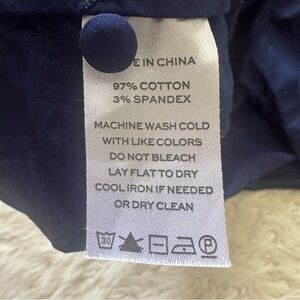 E IN CHINA
97% COTTON
3% SPANDEX
MACHINE WASH COLD
WITH LIKE COLORS
DO NOT BLEACH
LAY FLAT TO DRY
COOL IRON IF NEEDED
OR DRY CLEAN
30 P